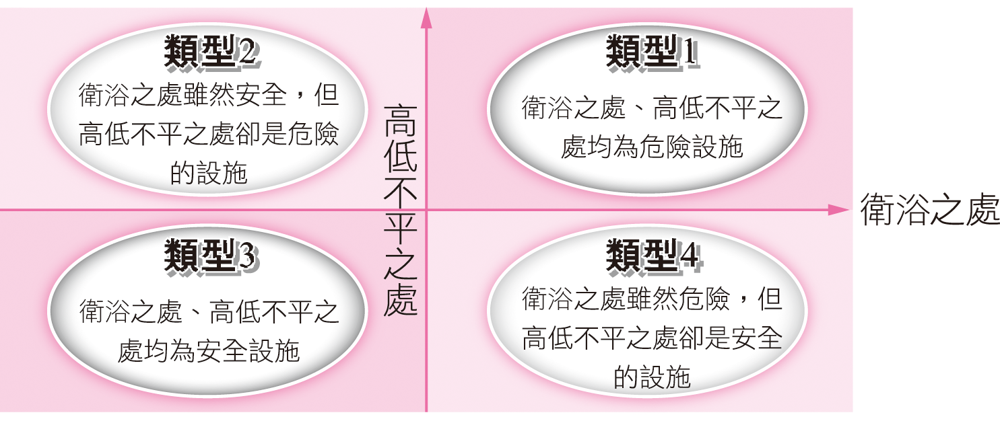 類型2
衛浴之處雖然安全，但
高低不平之處卻是危險
的設施
類型1
衛浴之處、高低不平之
處均為危險設施
高低不平之處
衛浴之處
類型3
衛浴之處、高低不平之
處均為安全設施
類型4
衛浴之處雖然危險，但
高低不平之處卻是安全
的設施